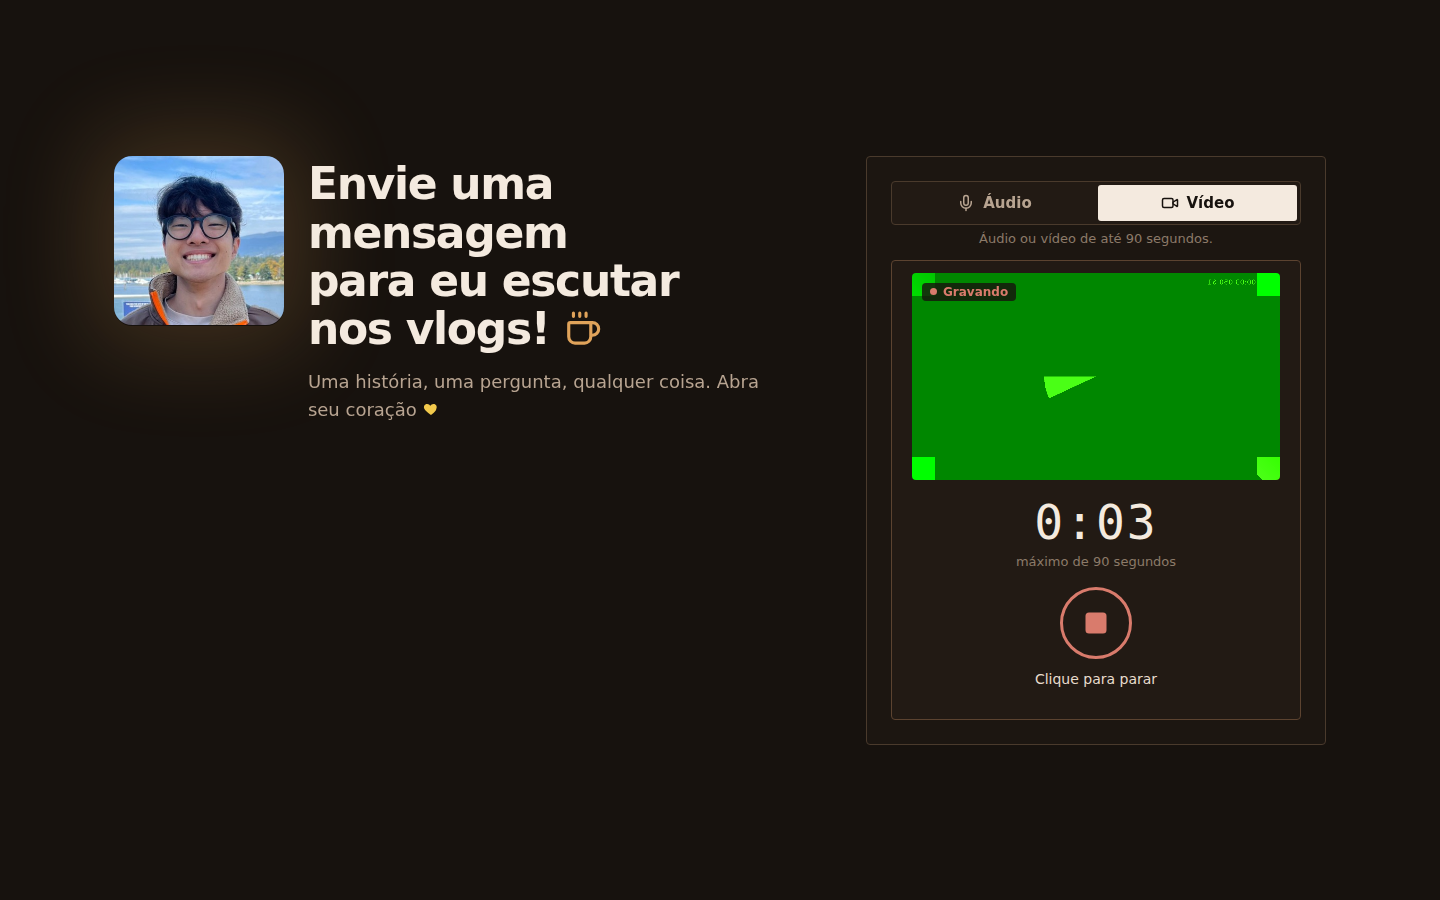 Envie uma
mensagem
para eu escutar
nos vlogs!
Uma história, uma pergunta, qualquer coisa. Abra
seu coração
Áudio
Vídeo
Áudio ou vídeo de até 90 segundos.
Gravando
0:03
máximo de 90 segundos
Clique para parar